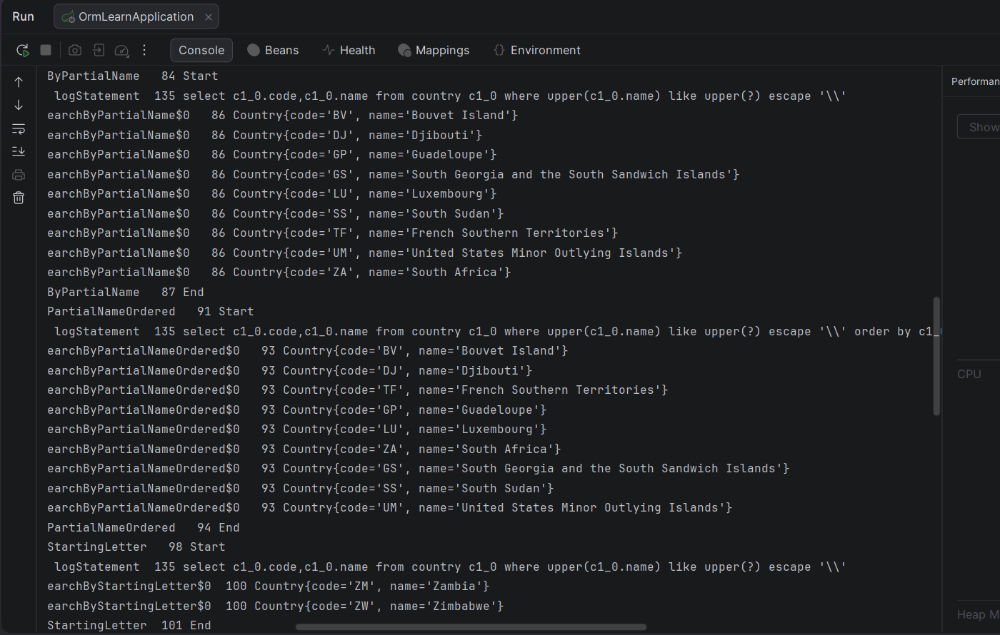 Run OrmLearnApplication
Console Beans Health Mappings Environment
ByPartialName   84 Start
 logStatement  135 select c1_0.code,c1_0.name from country c1_0 where upper(c1_0.name) like upper(?) escape '\\'
earchByPartialName$0   86 Country{code='BV', name='Bouvet Island'}
earchByPartialName$0   86 Country{code='DJ', name='Djibouti'}
earchByPartialName$0   86 Country{code='GP', name='Guadeloupe'}
earchByPartialName$0   86 Country{code='GS', name='South Georgia and the South Sandwich Islands'}
earchByPartialName$0   86 Country{code='LU', name='Luxembourg'}
earchByPartialName$0   86 Country{code='SS', name='South Sudan'}
earchByPartialName$0   86 Country{code='TF', name='French Southern Territories'}
earchByPartialName$0   86 Country{code='UM', name='United States Minor Outlying Islands'}
earchByPartialName$0   86 Country{code='ZA', name='South Africa'}
ByPartialName   87 End
PartialNameOrdered   91 Start
 logStatement  135 select c1_0.code,c1_0.name from country c1_0 where upper(c1_0.name) like upper(?) escape '\\' order by c1_
earchByPartialNameOrdered$0   93 Country{code='BV', name='Bouvet Island'}
earchByPartialNameOrdered$0   93 Country{code='DJ', name='Djibouti'}
earchByPartialNameOrdered$0   93 Country{code='TF', name='French Southern Territories'}
earchByPartialNameOrdered$0   93 Country{code='GP', name='Guadeloupe'}
earchByPartialNameOrdered$0   93 Country{code='LU', name='Luxembourg'}
earchByPartialNameOrdered$0   93 Country{code='ZA', name='South Africa'}
earchByPartialNameOrdered$0   93 Country{code='GS', name='South Georgia and the South Sandwich Islands'}
earchByPartialNameOrdered$0   93 Country{code='SS', name='South Sudan'}
earchByPartialNameOrdered$0   93 Country{code='UM', name='United States Minor Outlying Islands'}
PartialNameOrdered   94 End
StartingLetter   98 Start
 logStatement  135 select c1_0.code,c1_0.name from country c1_0 where upper(c1_0.name) like upper(?) escape '\\'
earchByStartingLetter$0  100 Country{code='ZM', name='Zambia'}
earchByStartingLetter$0  100 Country{code='ZW', name='Zimbabwe'}
StartingLetter  101 End
Performan
Show
CPU
Heap M